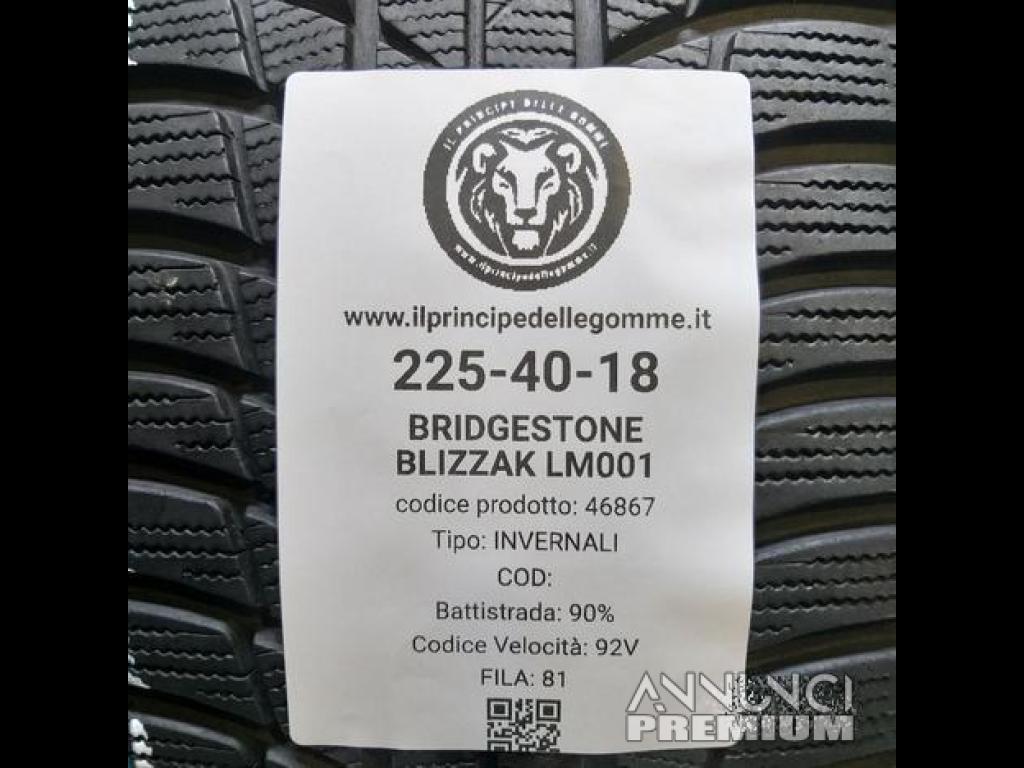 IL PRINCIPE DELLE GOMME
www.ilprincipedellegomme.it
www.ilprincipedellegomme.it
225-40-18
BRIDGESTONE
BLIZZAK LM001
codice prodotto: 46867
Tipo: INVERNALI
COD:
Battistrada: 90%
Codice Velocità: 92V
FILA: 81
ANNUNCI
PREMIUM